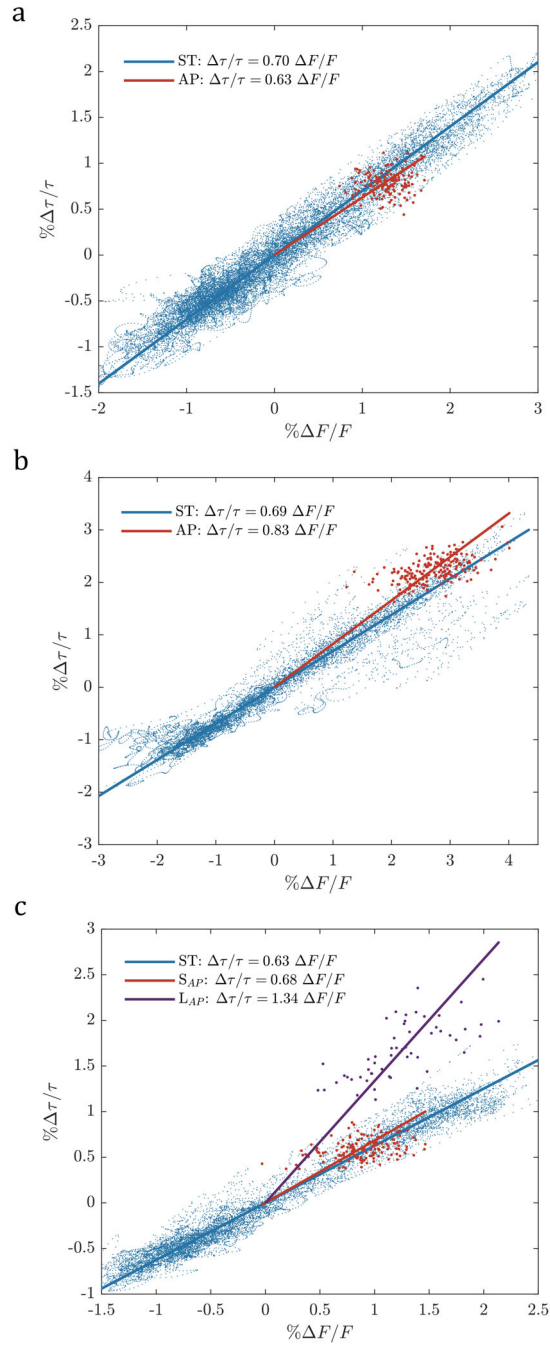 a
2.5
2
1.5
1
0.5
0
-0.5
-1
1.5
ST: Δτ/τ = 0.70 ΔF/F
AP: Δτ/τ = 0.63 ΔF/F
%Δτ/τ
-2 -1 0 1 2 3
%ΔF/F
b
4
3
2
1
0
-1
-2
-3
ST: Δτ/τ = 0.69 ΔF/F
AP: Δτ/τ = 0.83 ΔF/F
%Δτ/τ
-3 -2 -1 0 1 2 3 4
%ΔF/F
c
3
2.5
2
1.5
1
0.5
0
-0.5
-1
ST: Δτ/τ = 0.63 ΔF/F
S_AP: Δτ/τ = 0.68 ΔF/F
L_AP: Δτ/τ = 1.34 ΔF/F
%Δτ/τ
-1.5 -1 -0.5 0 0.5 1 1.5 2 2.5
%ΔF/F